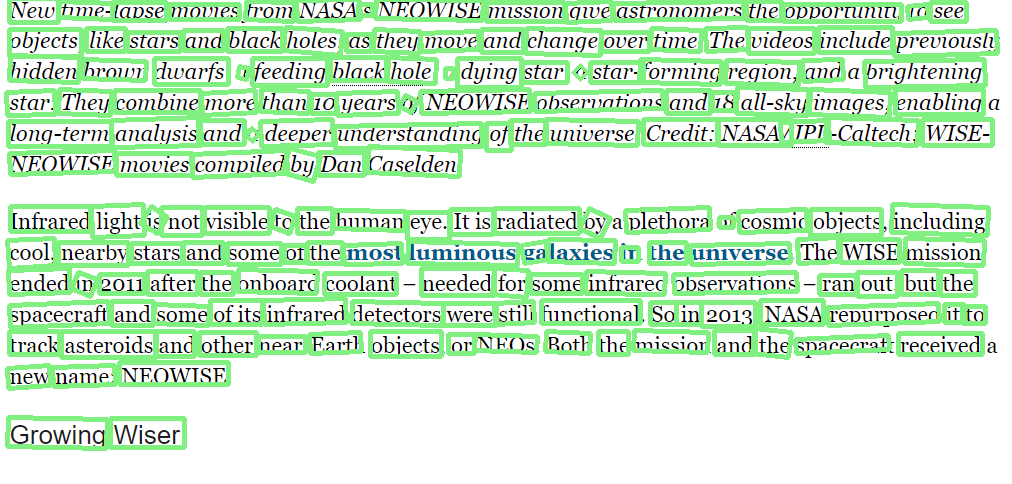 New time-lapse movies from NASA's NEOWISE mission give astronomers the opportunity to see
objects, like stars and black holes, as they move and change over time. The videos include previously
hidden brown dwarfs, a feeding black hole, a dying star, a star-forming region, and a brightening
star. They combine more than 10 years of NEOWISE observations and 18 all-sky images, enabling a
long-term analysis and a deeper understanding of the universe. Credit: NASA/JPL-Caltech; WISE-
NEOWISE movies compiled by Dan Caselden
Infrared light is not visible to the human eye. It is radiated by a plethora of cosmic objects, including
cool, nearby stars and some of the most luminous galaxies in the universe. The WISE mission
ended in 2011 after the onboard coolant – needed for some infrared observations – ran out, but the
spacecraft and some of its infrared detectors were still functional. So in 2013, NASA repurposed it to
track asteroids and other near-Earth objects, or NEOs. Both the mission and the spacecraft received a
new name: NEOWISE.
Growing Wiser